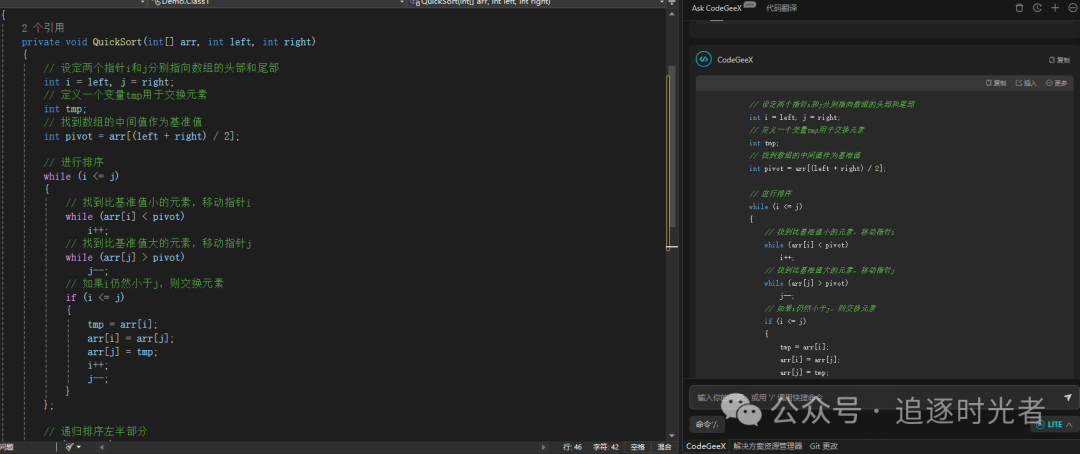 Demo.Class1
QuickSort(int[] arr, int left, int right)
{
2 个引用
private void QuickSort(int[] arr, int left, int right)
{
// 设定两个指针i和j分别指向数组的头部和尾部
int i = left, j = right;
// 定义一个变量tmp用于交换元素
int tmp;
// 找到数组的中间值作为基准值
int pivot = arr[(left + right) / 2];
// 进行排序
while (i <= j)
{
// 找到比基准值小的元素，移动指针i
while (arr[i] < pivot)
i++;
// 找到比基准值大的元素，移动指针j
while (arr[j] > pivot)
j--;
// 如果i仍然小于j，则交换元素
if (i <= j)
{
tmp = arr[i];
arr[i] = arr[j];
arr[j] = tmp;
i++;
j--;
}
};
// 递归排序左半部分
问题
行: 46 字符: 42 空格 混合
Ask CodeGeeX 代码翻译
CodeGeeX 复制
复制 插入 更多
// 设定两个指针i和j分别指向数组的头部和尾部
int i = left, j = right;
// 定义一个变量tmp用于交换元素
int tmp;
// 找到数组的中间值作为基准值
int pivot = arr[(left + right) / 2];
// 进行排序
while (i <= j)
{
// 找到比基准值小的元素，移动指针i
while (arr[i] < pivot)
i++;
// 找到比基准值大的元素，移动指针j
while (arr[j] > pivot)
j--;
// 如果i仍然小于j，则交换元素
if (i <= j)
{
tmp = arr[i];
arr[i] = arr[j];
arr[j] = tmp;
输入你的 或用 '/' 调用快捷命令
公众号 · 追逐时光者
命令 LITE
CodeGeeX 解决方案资源管理器 Git 更改